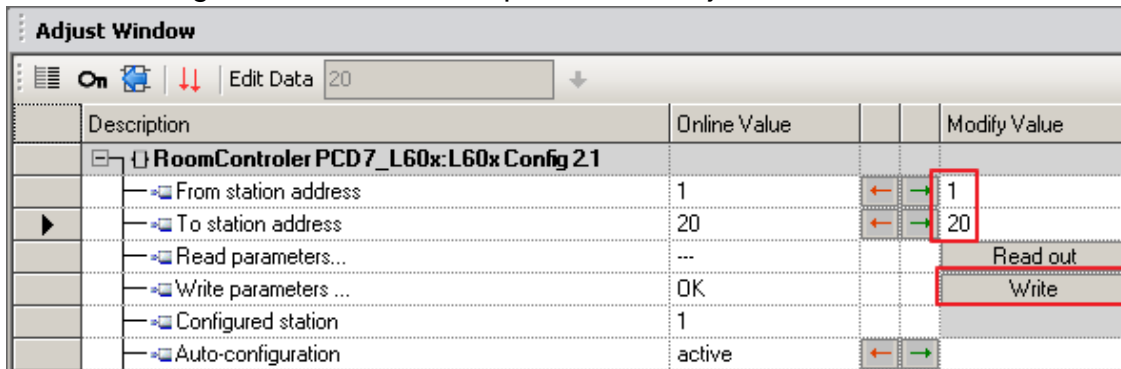 Adjust Window
On Edit Data 20
Description Online Value Modify Value
RoomControler PCD7_L60x:L60x Config 2.1
From station address 1 1
To station address 20 20
Read parameters... --- Read out
Write parameters ... OK Write
Configured station 1
Auto-configuration active